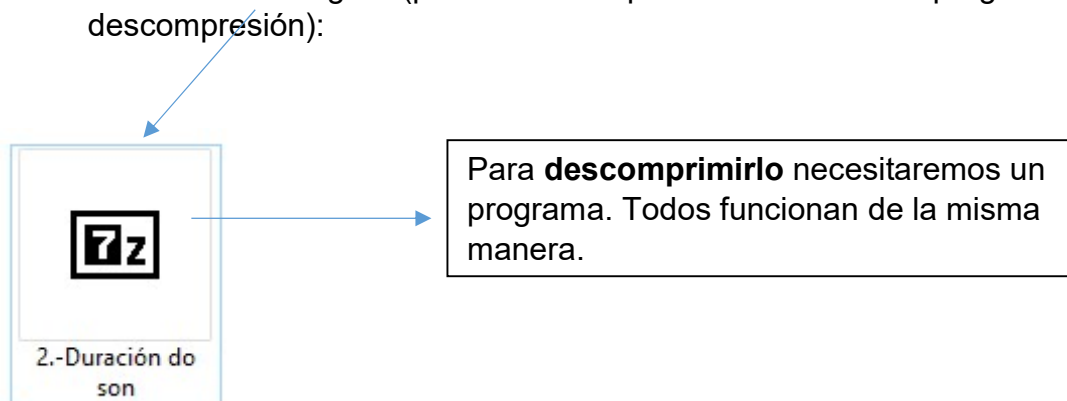 descompresión):
Para descomprimirlo necesitaremos un
programa. Todos funcionan de la misma
manera.
7z
2.-Duración do
son